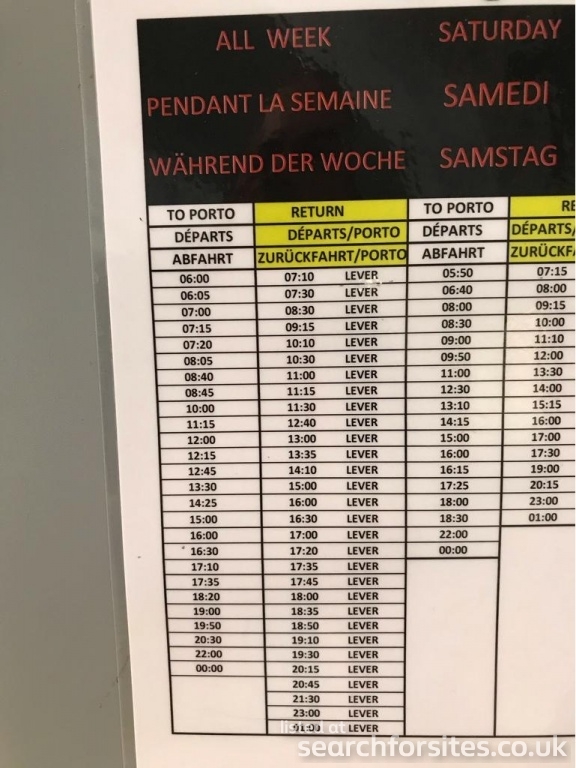 ALL WEEK SATURDAY
PENDANT LA SEMAINE SAMEDI
WÄHREND DER WOCHE SAMSTAG
TO PORTO RETURN TO PORTO RE
DÉPARTS DÉPARTS/PORTO DÉPARTS DÉPARTS/
ABFAHRT ZURÜCKFAHRT/PORTO ABFAHRT ZURÜCKFA
06:00 07:10 LEVER 05:50 07:15
06:05 07:30 LEVER 06:40 08:00
07:00 08:30 LEVER 08:00 09:15
07:15 09:15 LEVER 08:30 10:00
07:20 10:10 LEVER 09:00 11:10
08:05 10:30 LEVER 09:50 12:00
08:40 11:00 LEVER 11:00 13:30
08:45 11:15 LEVER 12:30 14:00
10:00 11:30 LEVER 13:10 15:15
11:15 12:40 LEVER 14:15 16:00
12:00 13:00 LEVER 15:00 17:00
12:15 13:35 LEVER 16:00 17:30
12:45 14:10 LEVER 16:15 19:00
13:30 15:00 LEVER 17:25 20:15
14:25 16:00 LEVER 18:00 23:00
15:00 16:30 LEVER 18:30 01:00
16:00 17:00 LEVER 22:00
16:30 17:20 LEVER 00:00
17:10 17:35 LEVER
17:35 17:45 LEVER
18:20 18:00 LEVER
19:00 18:35 LEVER
19:50 18:50 LEVER
20:30 19:10 LEVER
22:00 19:30 LEVER
00:00 20:15 LEVER
20:45 LEVER
21:30 LEVER
23:00 LEVER
01:00 LEVER
listed at
searchforsites.co.uk